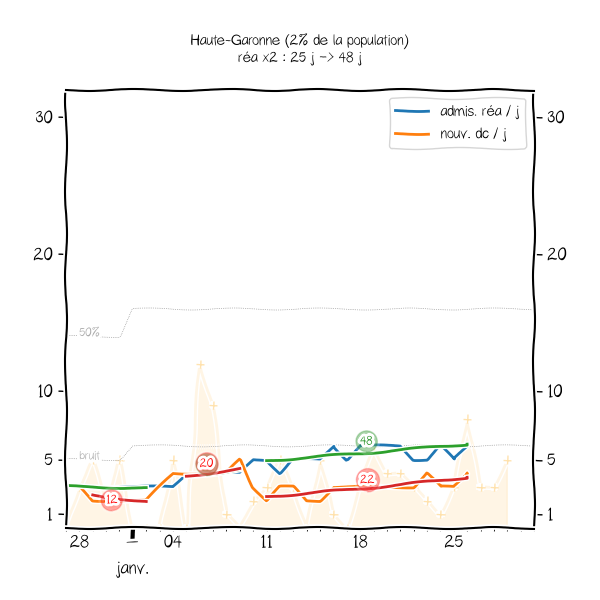 Haute-Garonne (2% de la population)
réa x2 : 25 j -> 48 j
admis. réa / j
nouv. dc / j
30 30
20 20
50%
10 10
48
bruit
5 5
20
22
12
1 1
28 04 11 18 25
janv.